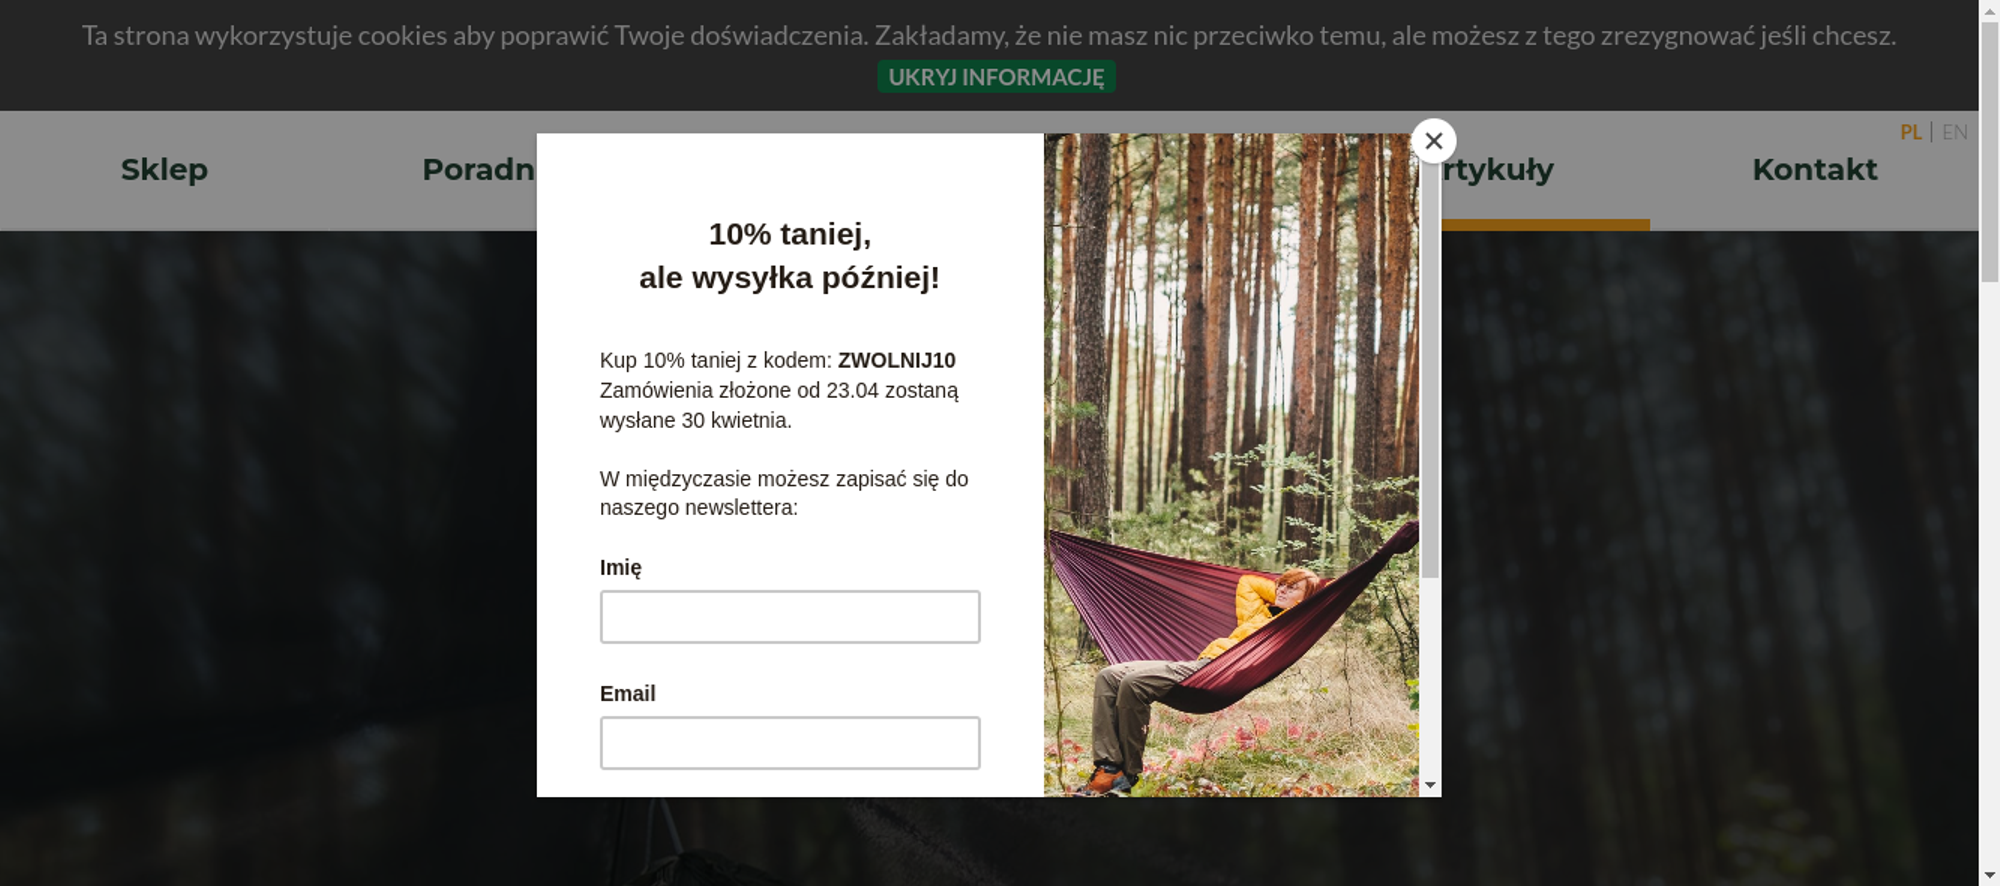 Ta strona wykorzystuje cookies aby poprawić Twoje doświadczenia. Zakładamy, że nie masz nic przeciwko temu, ale możesz z tego zrezygnować jeśli chcesz.
UKRYJ INFORMACJĘ
PL | EN
Sklep
Poradn
rtykuły
Kontakt
10% taniej,
ale wysyłka później!
Kup 10% taniej z kodem: ZWOLNIJ10
Zamówienia złożone od 23.04 zostaną
wysłane 30 kwietnia.
W międzyczasie możesz zapisać się do
naszego newslettera:
Imię
Email